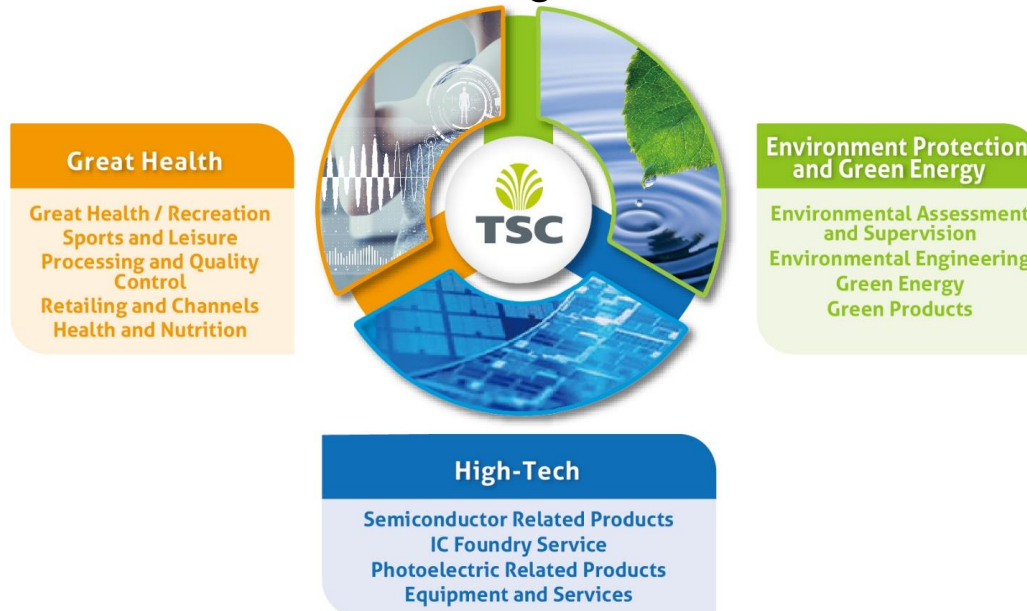 Great Health
Great Health / Recreation
Sports and Leisure
Processing and Quality
Control
Retailing and Channels
Health and Nutrition
TSC
Environment Protection
and Green Energy
Environmental Assessment
and Supervision
Environmental Engineering
Green Energy
Green Products
High-Tech
Semiconductor Related Products
IC Foundry Service
Photoelectric Related Products
Equipment and Services